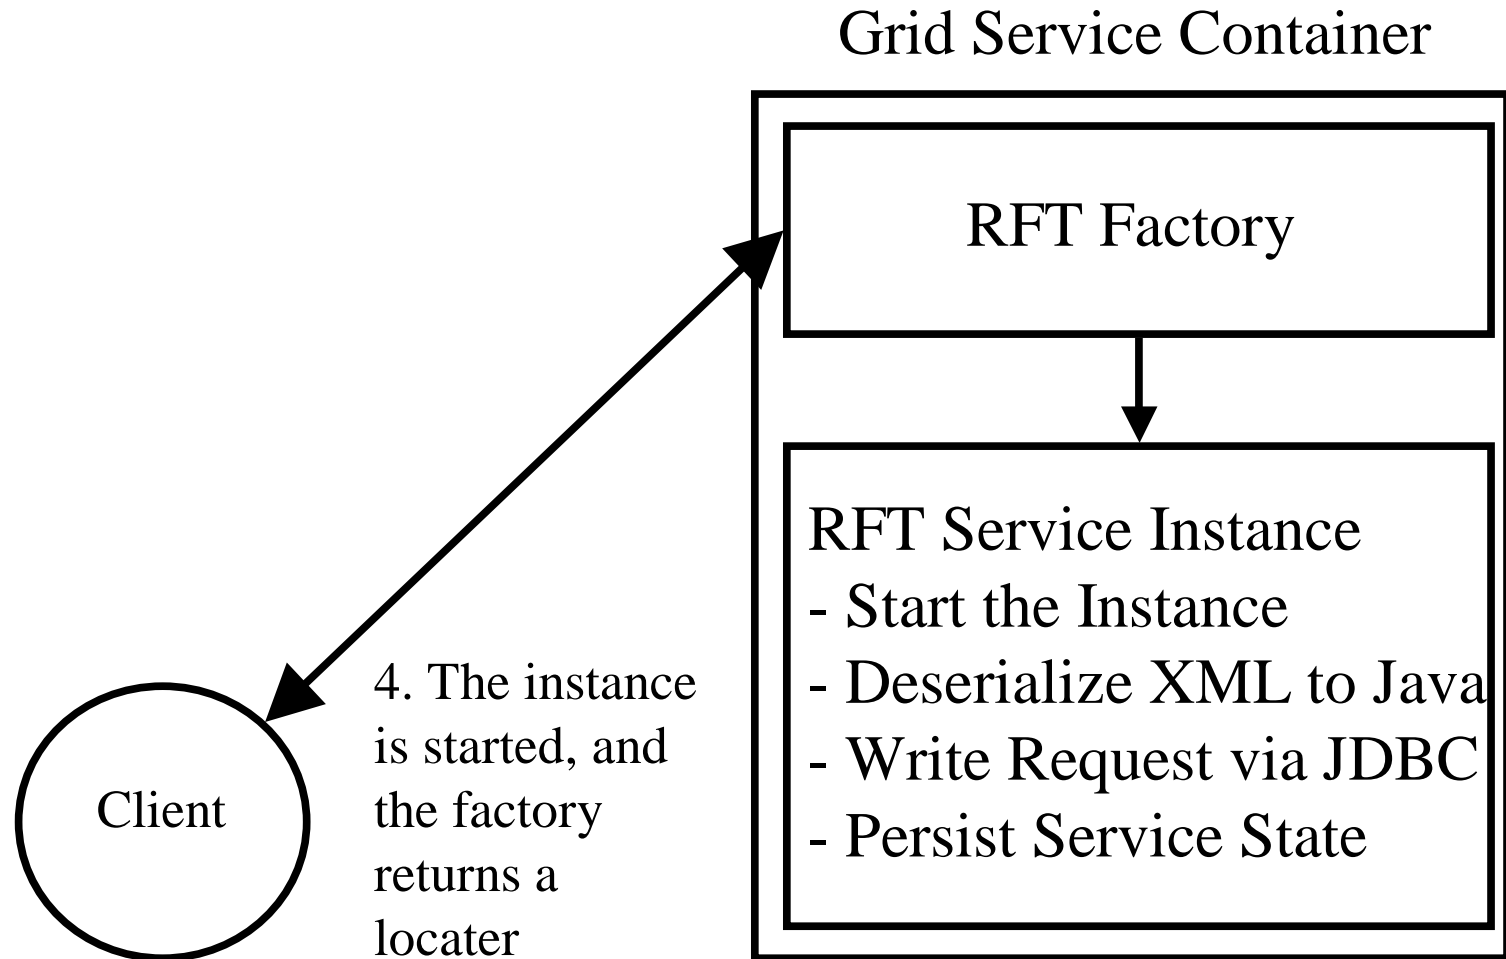 Grid Service Container
RFT Factory
RFT Service Instance
- Start the Instance
- Deserialize XML to Java
- Write Request via JDBC
- Persist Service State
Client
4. The instance
is started, and
the factory
returns a
locater